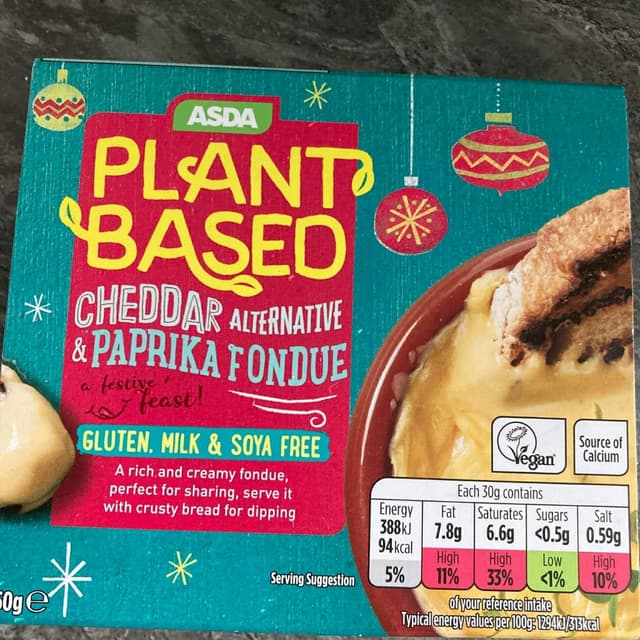 ASDA
PLANT
BASED
CHEDDAR ALTERNATIVE
& PAPRIKA FONDUE
a festive
feast!
GLUTEN, MILK & SOYA FREE
A rich and creamy fondue,
perfect for sharing, serve it
with crusty bread for dipping
Vegan
Source of
Calcium
Each 30g contains
Energy Fat Saturates Sugars Salt
388kJ 7.8g 6.6g <0.5g 0.59g
94kcal High High Low High
5% 11% 33% <1% 10%
of your reference intake
Typical energy values per 100g: 1294kJ/313kcal
Serving Suggestion